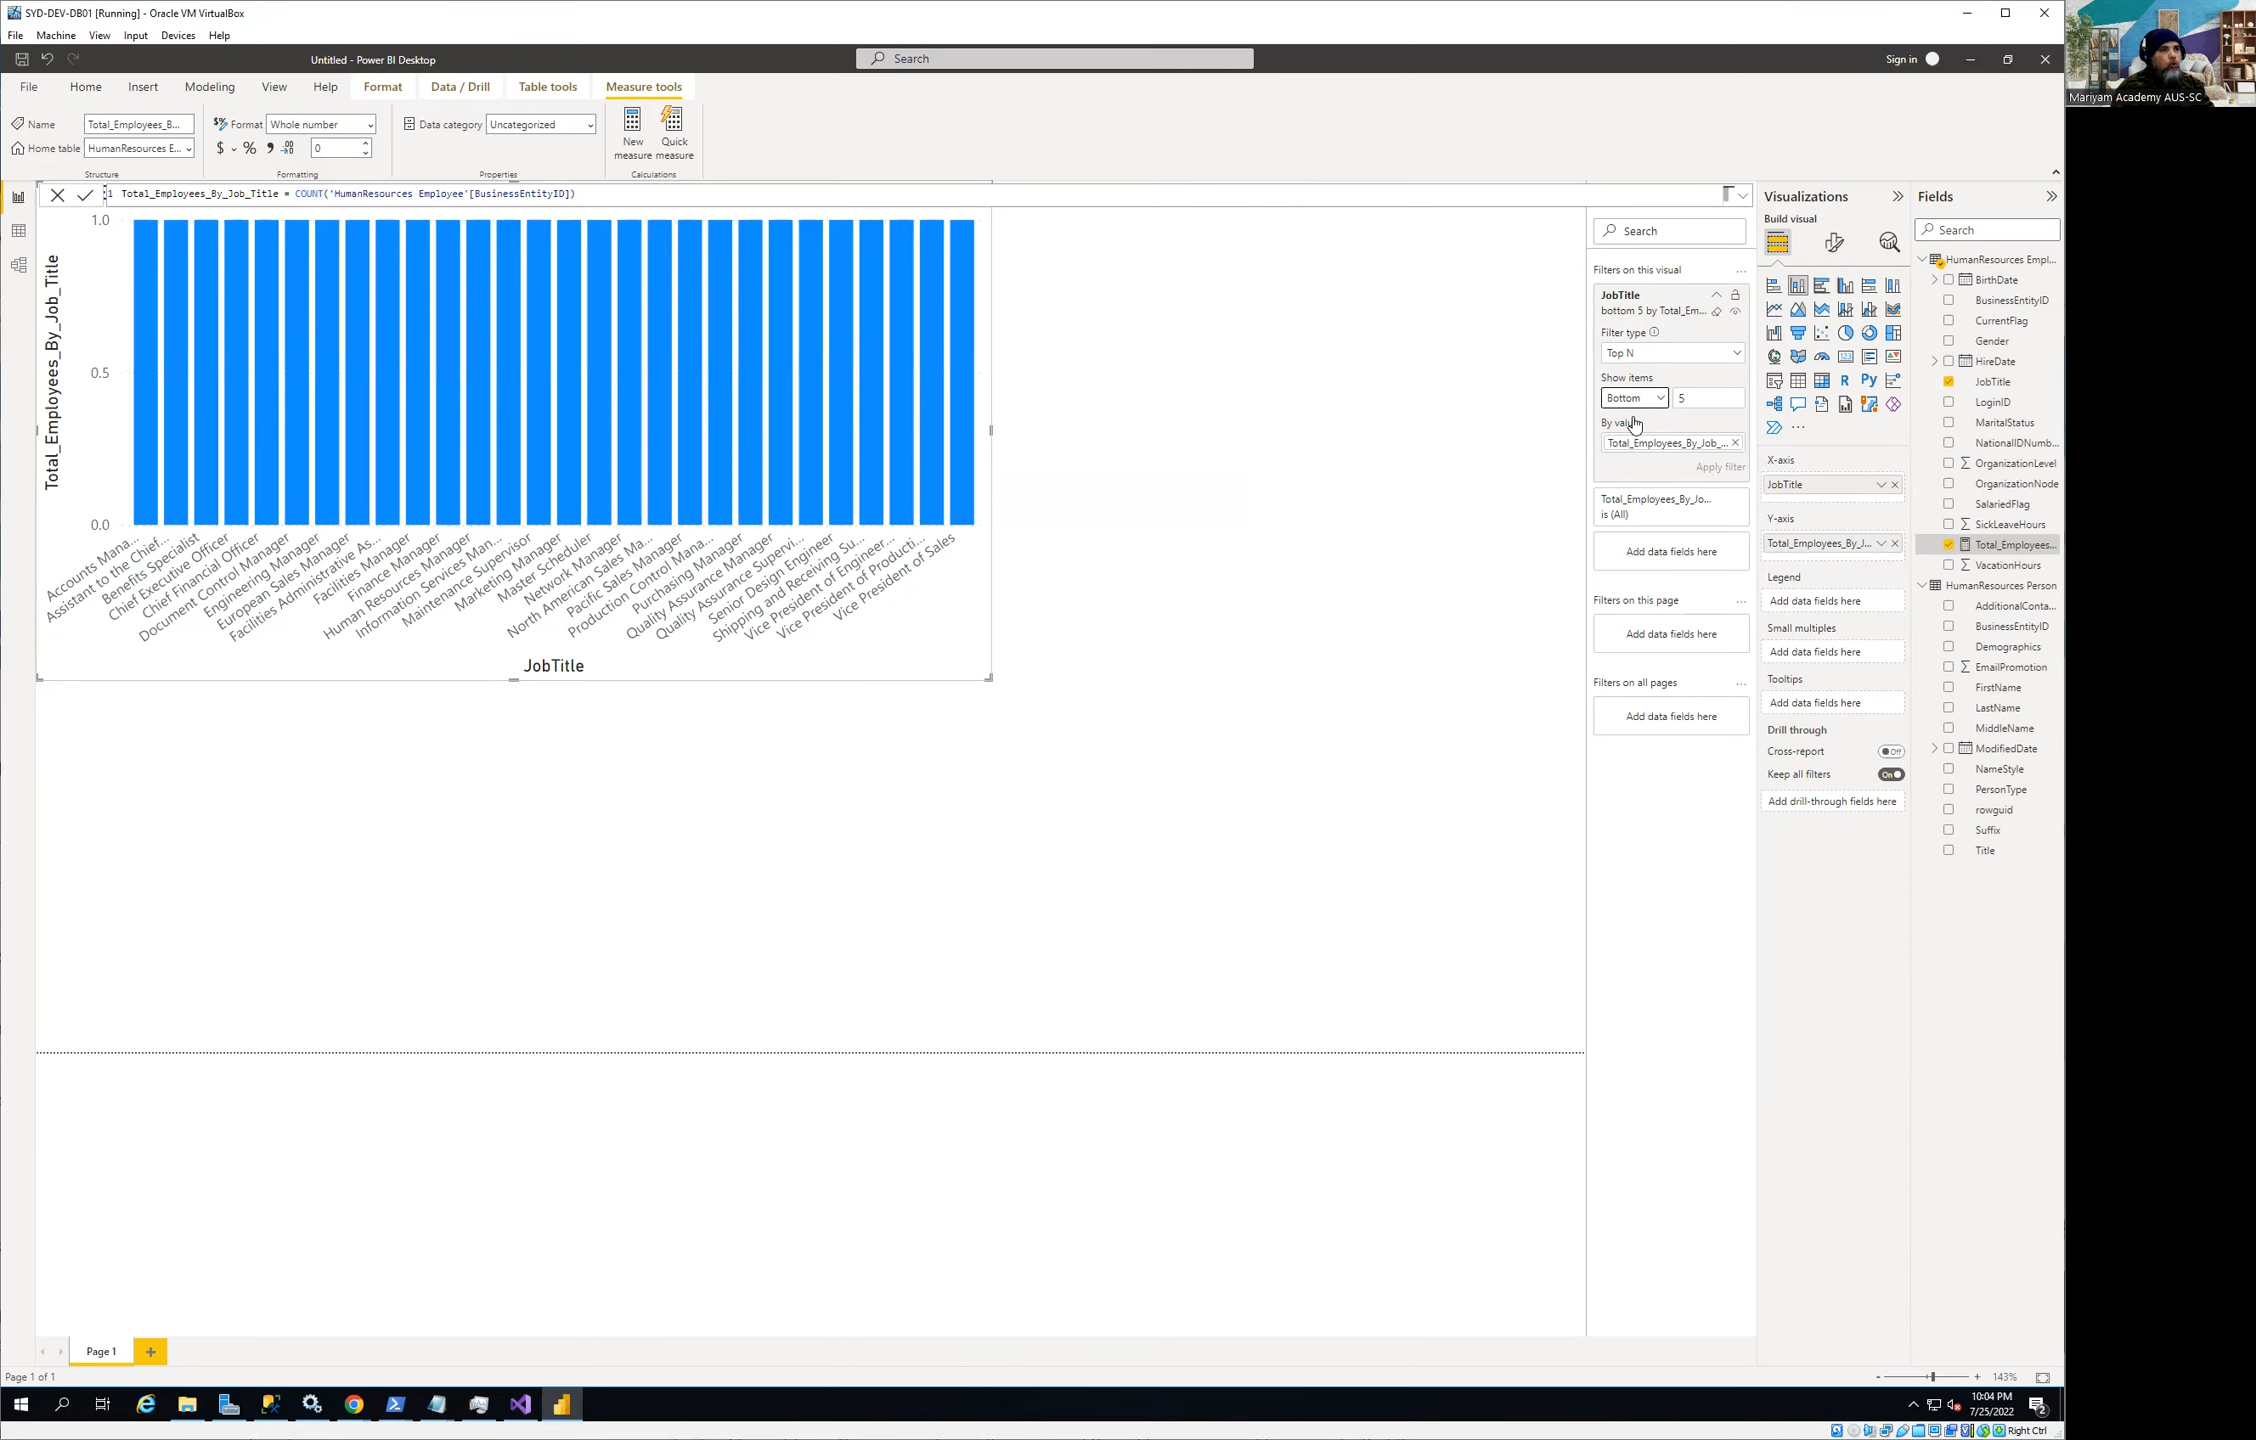 SYD-DEV-DB01 [Running] - Oracle VM VirtualBox
File Machine View Input Devices Help
Untitled - Power BI Desktop
Search
Sign in
File Home Insert Modeling View Help Format Data / Drill Table tools Measure tools
Name Total_Employees_B...
Format Whole number
Data category Uncategorized
New measure
Quick measure
Home table HumanResources E...
$ % 9 .00 0
Structure
Formatting
Properties
Calculations
1 Total_Employees_By_Job_Title = COUNT('HumanResources Employee'[BusinessEntityID])
1.0
0.5
0.0
Total_Employees_By_Job_Title
Accounts Mana...
Assistant to the Chief...
Benefits Specialist
Chief Executive Officer
Chief Financial Officer
Document Control Manager
Engineering Manager
European Sales Manager
Facilities Administrative As...
Facilities Manager
Finance Manager
Human Resources Manager
Information Services Man...
Maintenance Supervisor
Marketing Manager
Master Scheduler
Network Manager
North American Sales Ma...
Pacific Sales Manager
Production Control Mana...
Purchasing Manager
Quality Assurance Manager
Quality Assurance Supervi...
Senior Design Engineer
Shipping and Receiving Su...
Vice President of Engineer...
Vice President of Producti...
Vice President of Sales
JobTitle
Search
Filters on this visual
JobTitle
bottom 5 by Total_Em...
Filter type
Top N
Show items
Bottom 5
By value
Total_Employees_By_Job_...
Apply filter
Total_Employees_By_Jo...
is (All)
Add data fields here
Filters on this page
Add data fields here
Filters on all pages
Add data fields here
Visualizations
Build visual
R
Py
123
X-axis
JobTitle
Y-axis
Total_Employees_By_J...
Legend
Add data fields here
Small multiples
Add data fields here
Tooltips
Add data fields here
Drill through
Cross-report Off
Keep all filters On
Add drill-through fields here
Fields
Search
HumanResources Empl...
BirthDate
BusinessEntityID
CurrentFlag
Gender
HireDate
JobTitle
LoginID
MaritalStatus
NationalIDNumb...
OrganizationLevel
OrganizationNode
SalariedFlag
SickLeaveHours
Total_Employees...
VacationHours
HumanResources Person
AdditionalConta...
BusinessEntityID
Demographics
EmailPromotion
FirstName
LastName
MiddleName
ModifiedDate
NameStyle
PersonType
rowguid
Suffix
Title
Mariyam Academy AUS-SC
Page 1
Page 1 of 1
143%
10:04 PM
7/25/2022
2
Right Ctrl